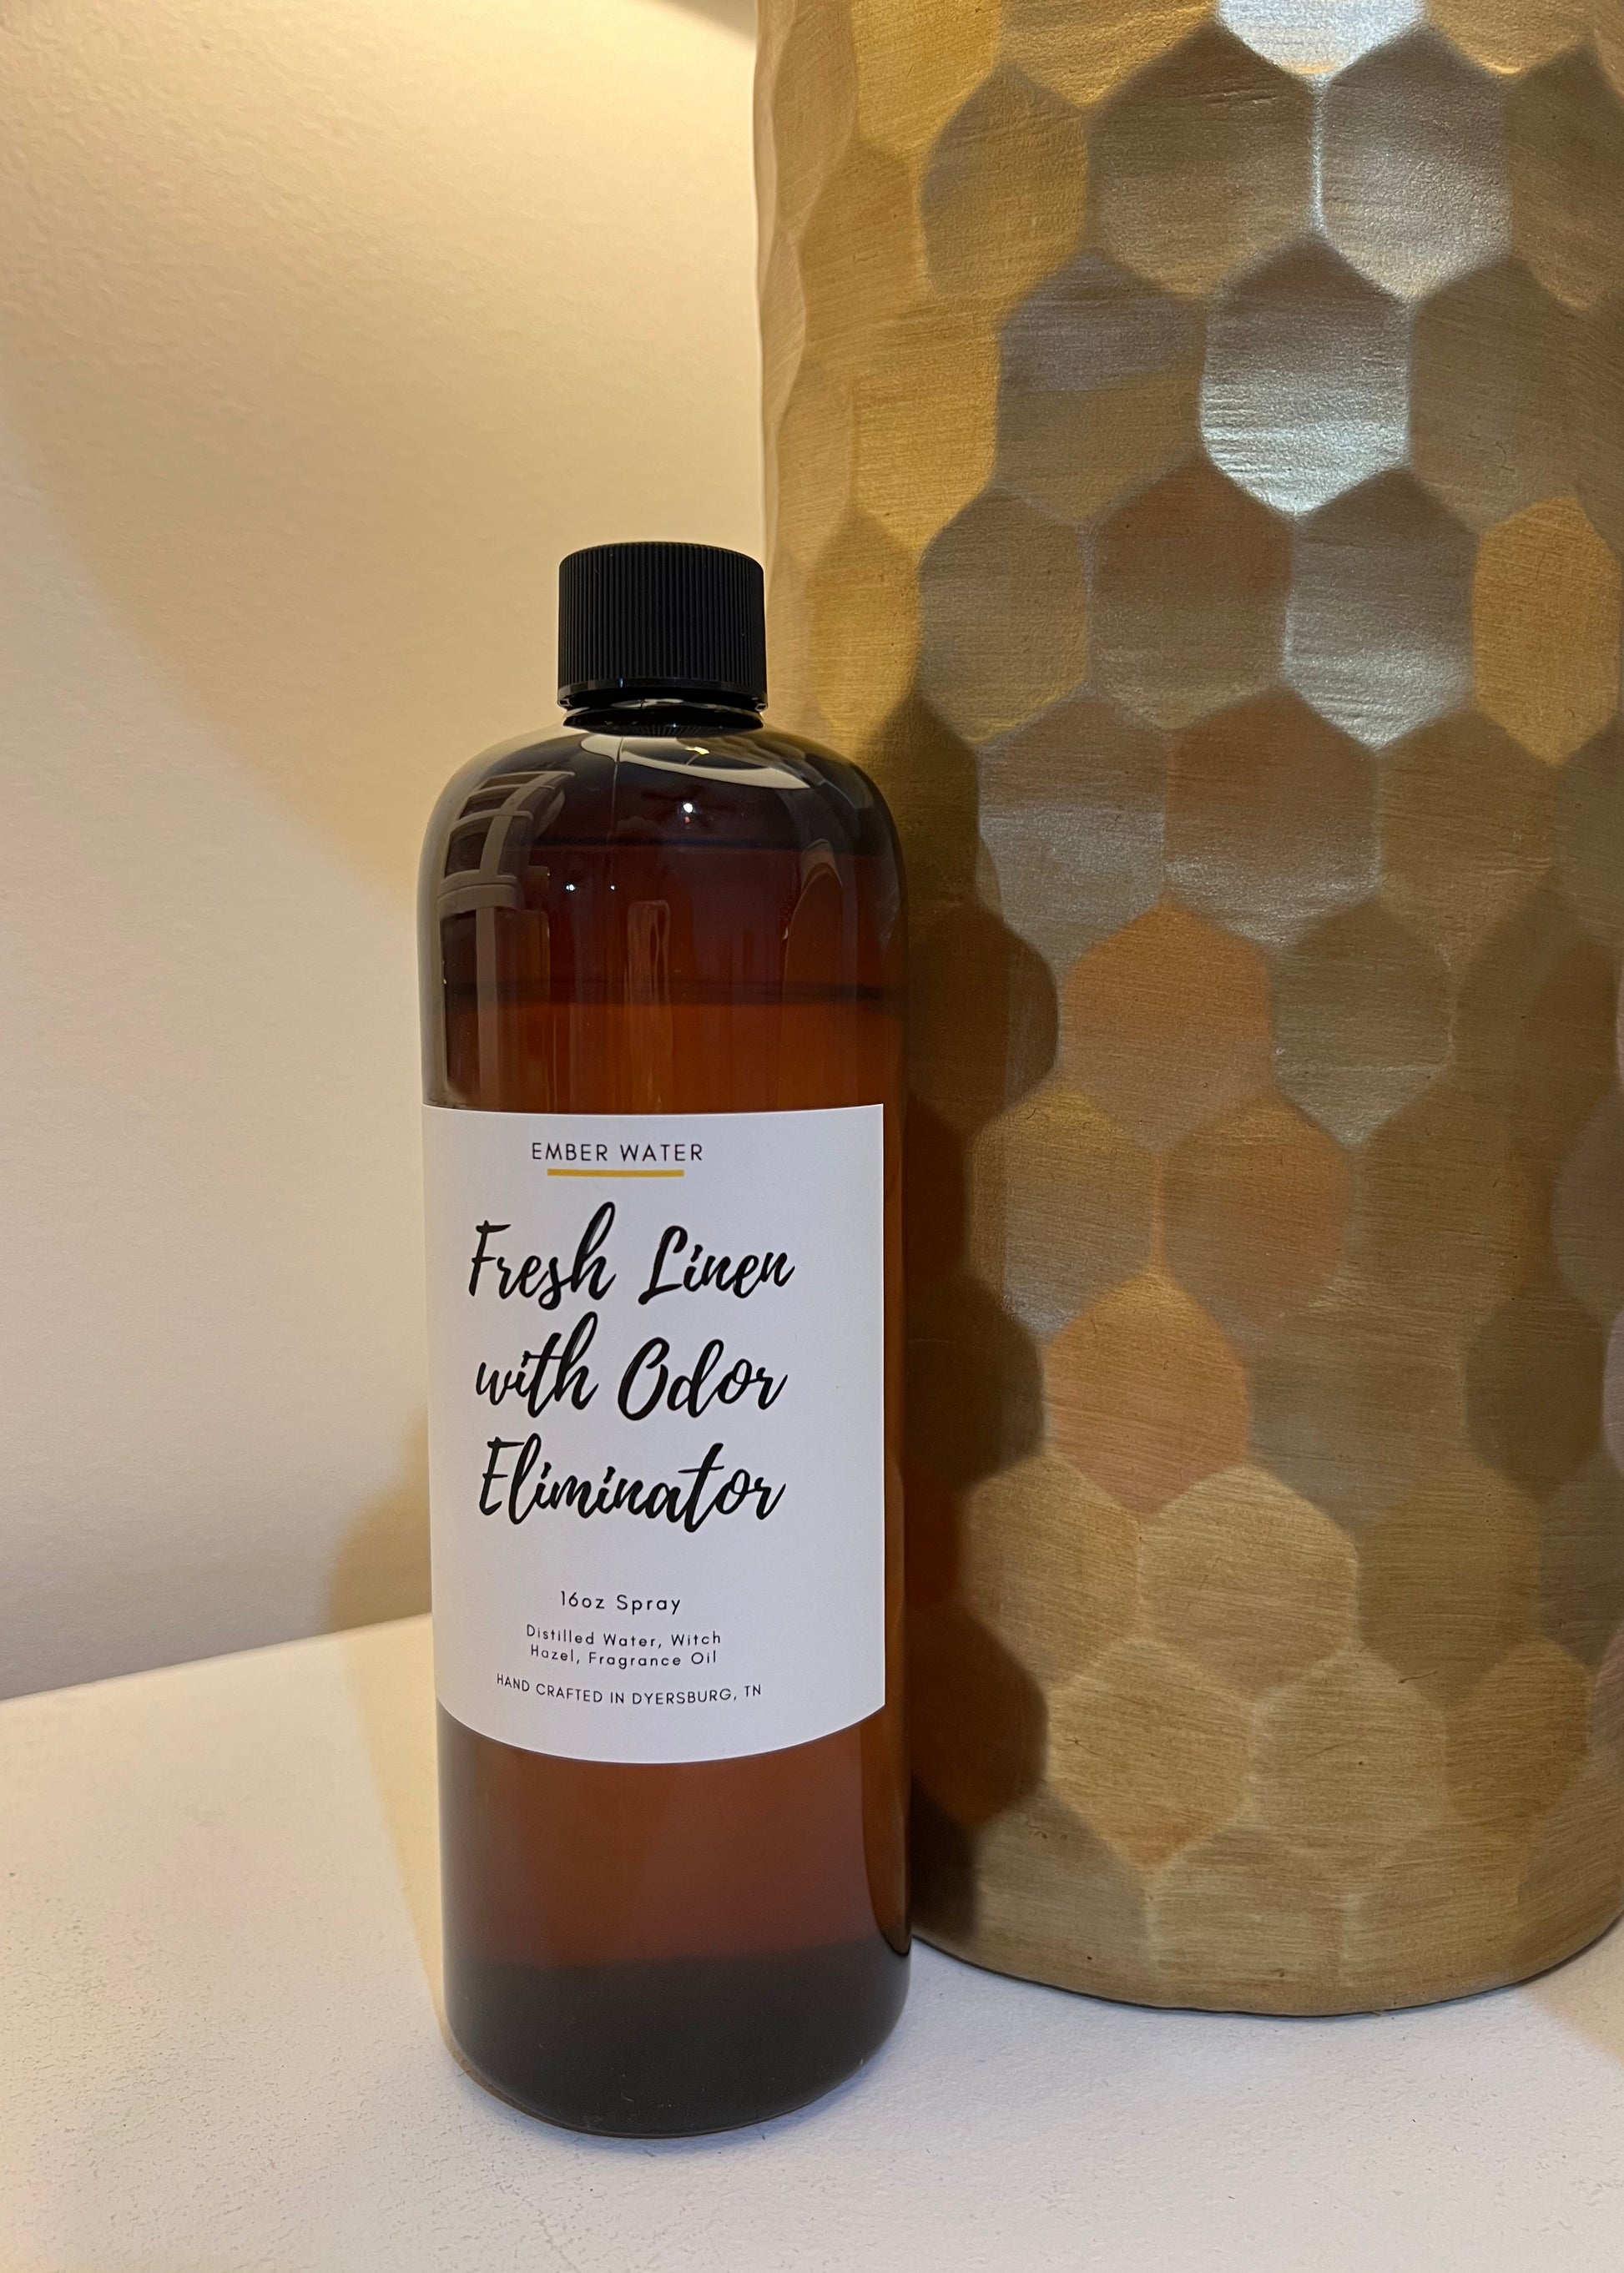 EMBER WATER
Fresh Linen
with Odor
Eliminator
16oz Spray
Distilled Water, Witch
Hazel, Fragrance Oil
HAND CRAFTED IN DYERSBURG, TN